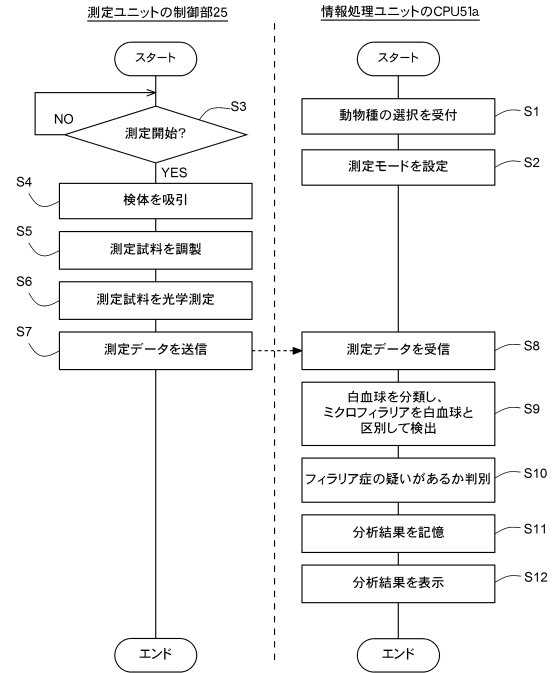 測定ユニットの制御部25
スタート
S3
NO
測定開始?
YES
S4
検体を吸引
S5
測定試料を調製
S6
測定試料を光学測定
S7
測定データを送信
エンド
情報処理ユニットのCPU51a
スタート
動物種の選択を受付
S1
測定モードを設定
S2
測定データを受信
S8
白血球を分類し、
ミクロフィラリアを白血球と
区別して検出
S9
フィラリア症の疑いがあるか判別
S10
分析結果を記憶
S11
分析結果を表示
S12
エンド